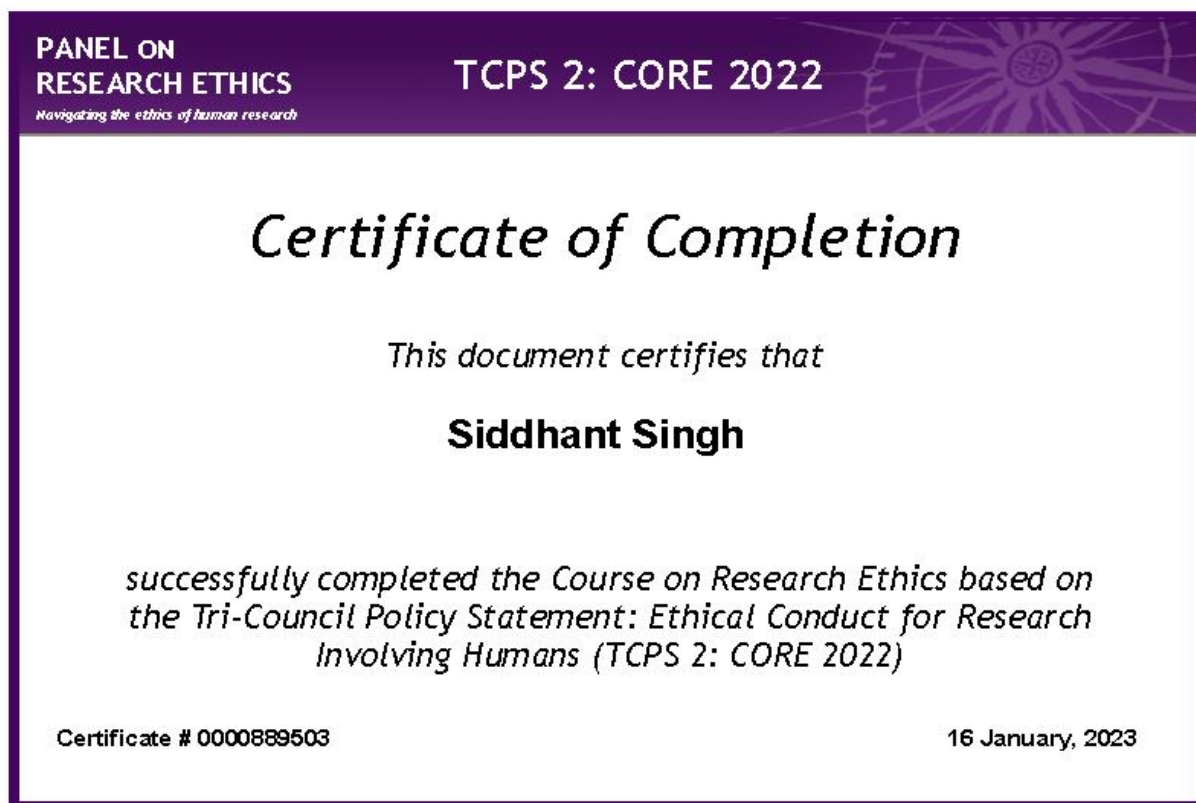 PANEL ON
RESEARCH ETHICS
Navigating the ethics of human research
TCPS 2: CORE 2022
Certificate of Completion
This document certifies that
Siddhant Singh
successfully completed the Course on Research Ethics based on
the Tri-Council Policy Statement: Ethical Conduct for Research
Involving Humans (TCPS 2: CORE 2022)
Certificate # 0000889503
16 January, 2023